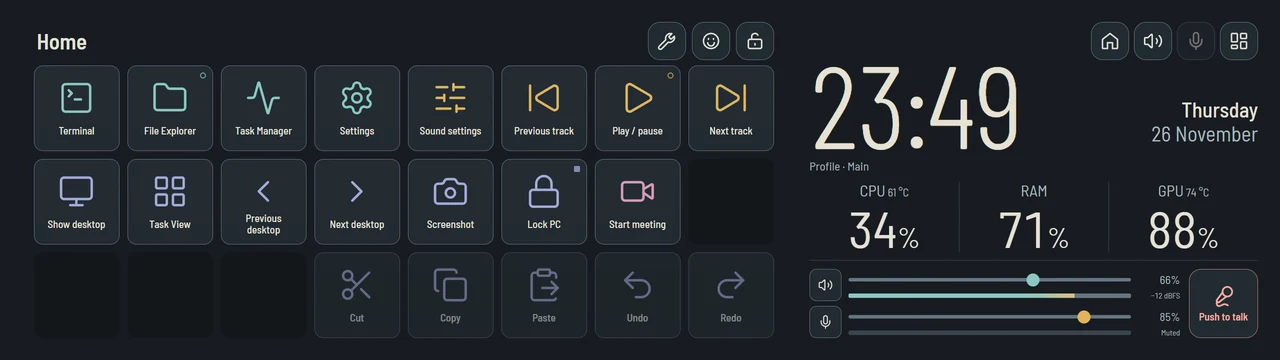 Home
Terminal
File Explorer
Task Manager
Settings
Sound settings
Previous track
Play / pause
Next track
Show desktop
Task View
Previous
desktop
Next desktop
Screenshot
Lock PC
Start meeting
Cut
Copy
Paste
Undo
Redo
23:49
Thursday
26 November
Profile · Main
CPU 61 °C
34%
RAM
71%
GPU 74 °C
88%
66%
−12 dBFS
85%
Muted
Push to talk